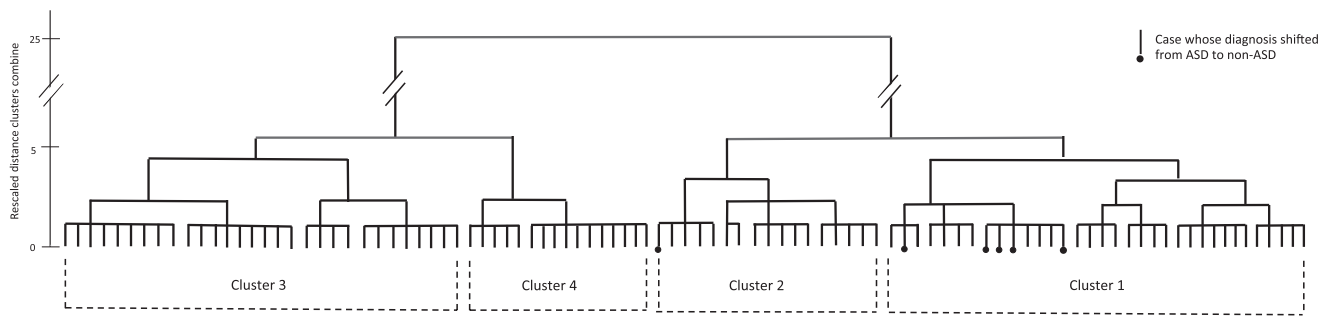 25
Case whose diagnosis shifted
from ASD to non-ASD
Rescaled distance clusters combine
5
0
Cluster 3
Cluster 4
Cluster 2
Cluster 1